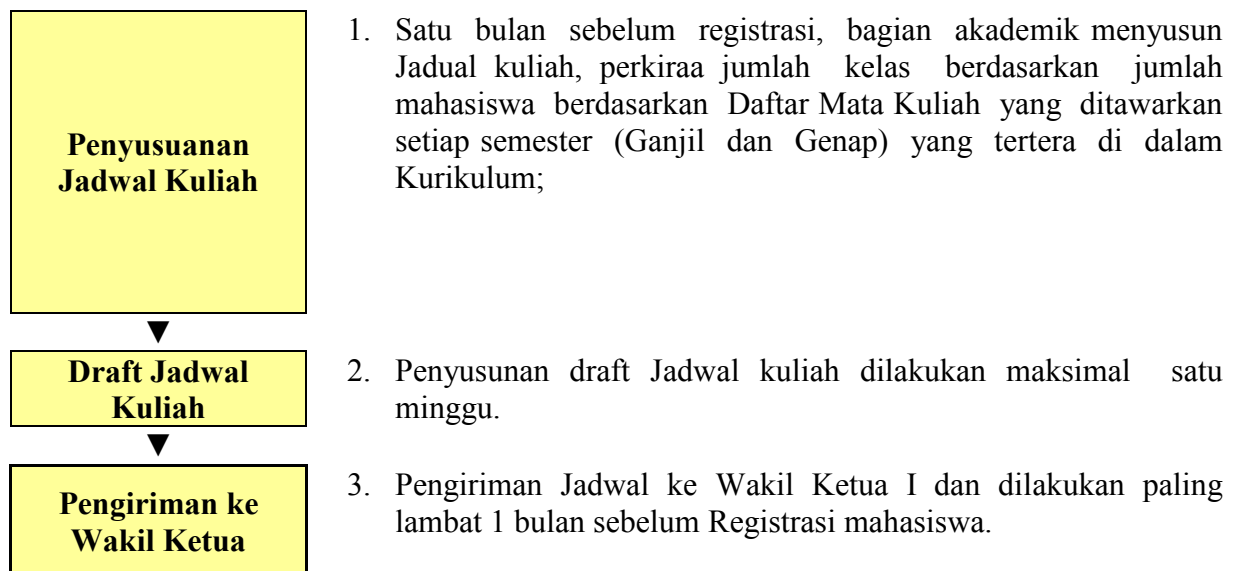 Penyusuanan
Jadwal Kuliah
1. Satu bulan sebelum registrasi, bagian akademik menyusun
Jadual kuliah, perkiraa jumlah kelas berdasarkan jumlah
mahasiswa berdasarkan Daftar Mata Kuliah yang ditawarkan
setiap semester (Ganjil dan Genap) yang tertera di dalam
Kurikulum;
▼
Draft Jadwal
Kuliah
2. Penyusunan draft Jadwal kuliah dilakukan maksimal satu
minggu.
▼
Pengiriman ke
Wakil Ketua
3. Pengiriman Jadwal ke Wakil Ketua I dan dilakukan paling
lambat 1 bulan sebelum Registrasi mahasiswa.